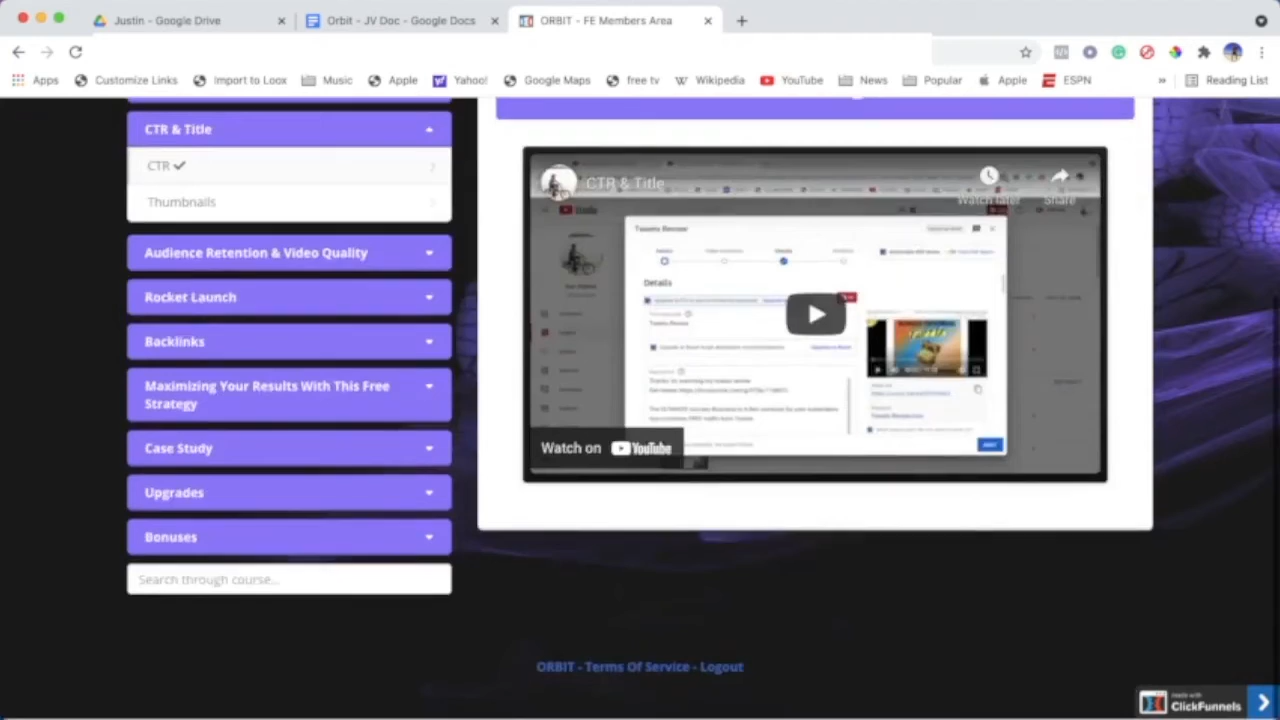 Justin - Google Drive
Orbit - JV Doc - Google Docs
ORBIT - FE Members Area
Apps
Customize Links
Import to Loox
Music
Apple
Yahoo!
Google Maps
free tv
Wikipedia
YouTube
News
Popular
Apple
ESPN
»
Reading List
CTR & Title
CTR
Thumbnails
Audience Retention & Video Quality
Rocket Launch
Backlinks
Maximizing Your Results With This Free
Strategy
Case Study
Upgrades
Bonuses
Search through course...
CTR & Title
Watch later
Share
Details
Watch on YouTube
ORBIT - Terms Of Service - Logout
made with
ClickFunnels